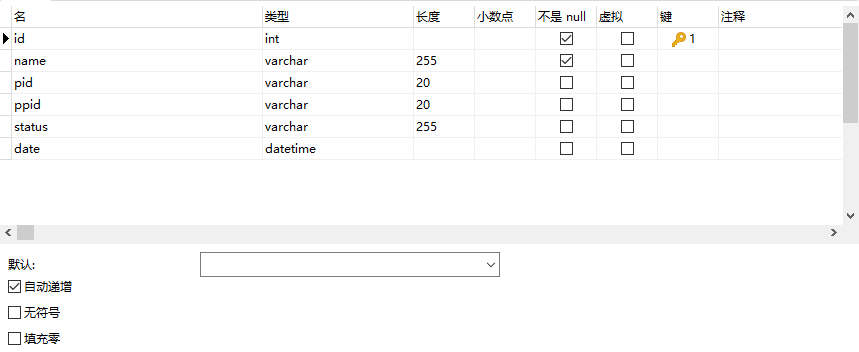 名 类型 长度 小数点 不是 null 虚拟 键 注释
id int 1
name varchar 255
pid varchar 20
ppid varchar 20
status varchar 255
date datetime
默认:
自动递增
无符号
填充零